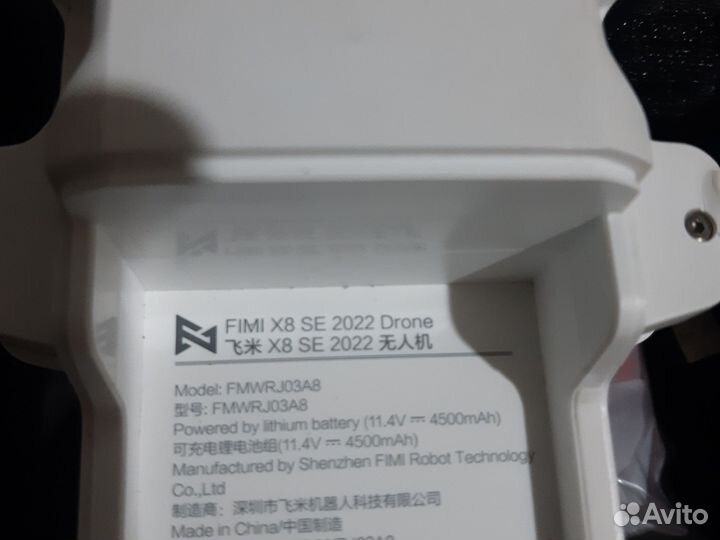 FIMI X8 SE 2022 Drone
飞米 X8 SE 2022 无人机
Model: FMWRJ03A8
型号: FMWRJ03A8
Powered by lithium battery (11.4V ⎓ 4500mAh)
可充电锂电池组(11.4V ⎓ 4500mAh)
Manufactured by Shenzhen FIMI Robot Technology
Co.,Ltd
制造商：深圳市飞米机器人科技有限公司
Made in China/中国制造
Avito